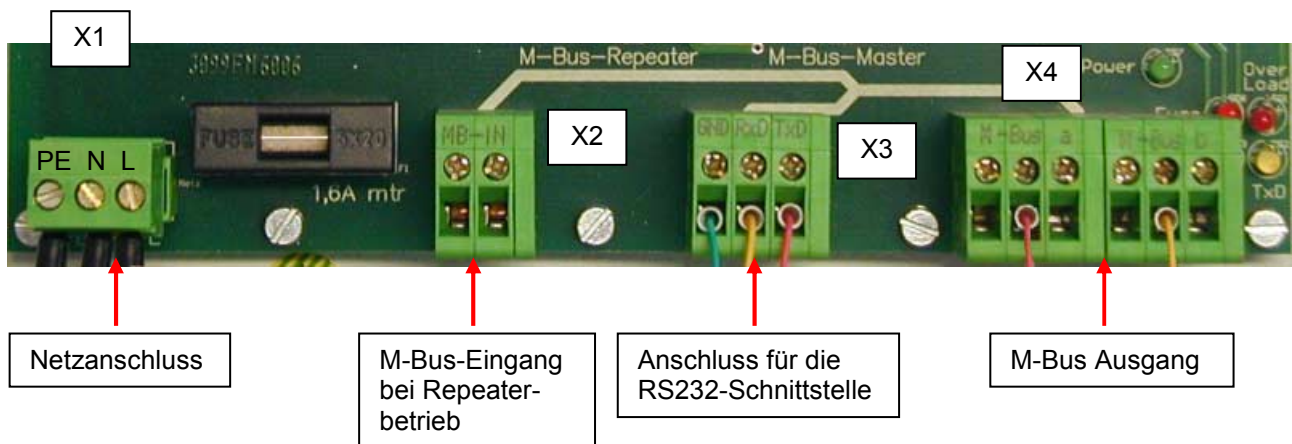 X1
3099FM6006
M-Bus-Repeater
M-Bus-Master
X4
Power
Over
Load
FUSE 5X20
1,6A mtr
PE N L
MB-IN
X2
GND RxD TxD
X3
M-Bus a
M-Bus
TxD
Netzanschluss
M-Bus-Eingang
bei Repeater-
betrieb
Anschluss für die
RS232-Schnittstelle
M-Bus Ausgang